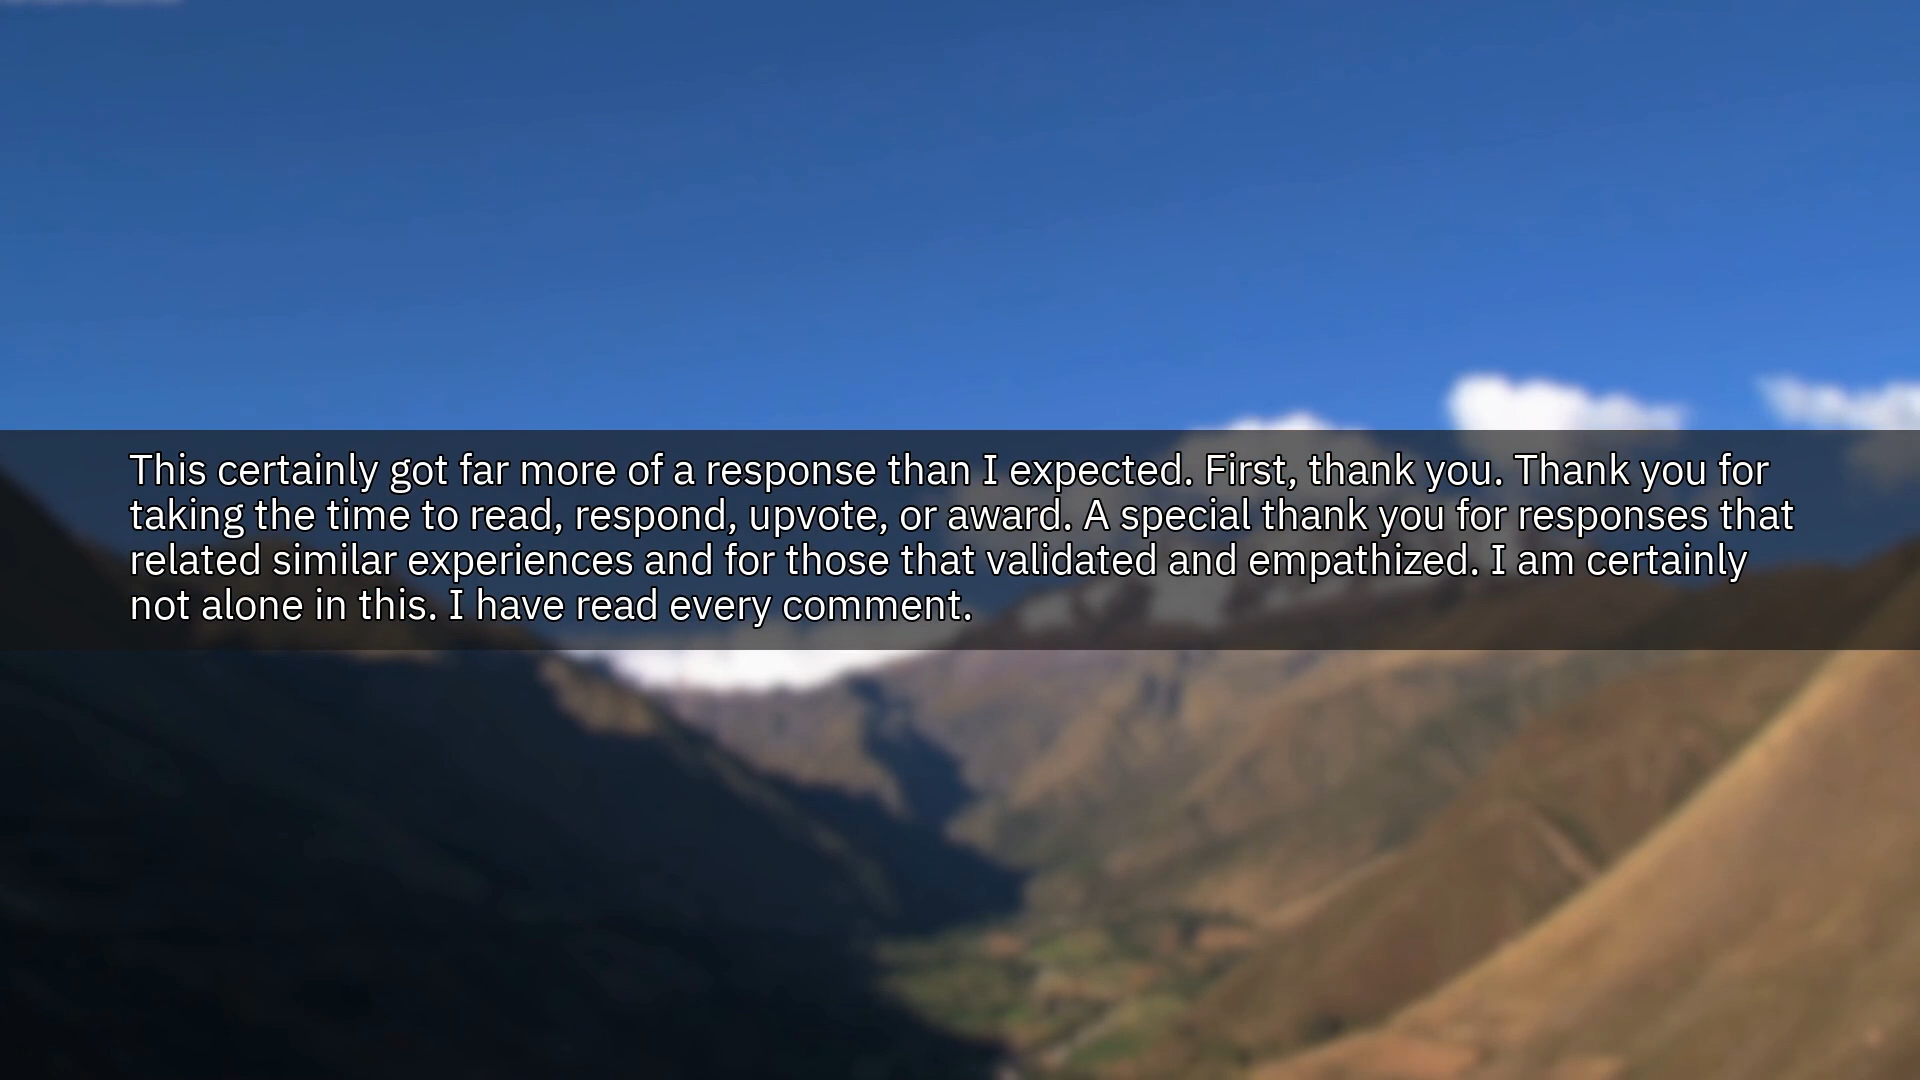 This certainly got far more of a response than I expected. First, thank you. Thank you for
taking the time to read, respond, upvote, or award. A special thank you for responses that
related similar experiences and for those that validated and empathized. I am certainly
not alone in this. I have read every comment.